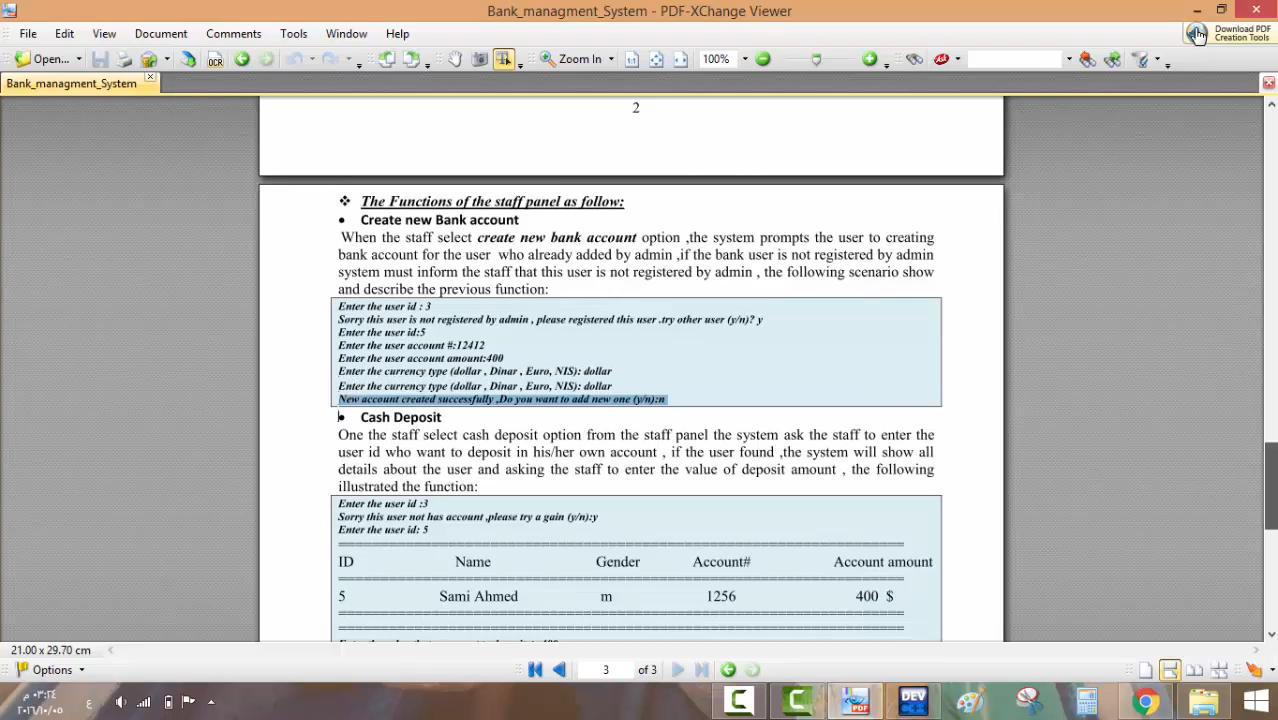 Bank_managment_System - PDF-XChange Viewer
File Edit View Document Comments Tools Window Help
Download PDF
Creation Tools
Open... OCR Zoom In 1:1 100%
Bank_managment_System
2
❖ The Functions of the staff panel as follow:
• Create new Bank account
When the staff select create new bank account option ,the system prompts the user to creating
bank account for the user who already added by admin ,if the bank user is not registered by admin
system must inform the staff that this user is not registered by admin , the following scenario show
and describe the previous function:
Enter the user id : 3
Sorry this user is not registered by admin , please registered this user .try other user (y/n)? y
Enter the user id:5
Enter the user account #:12412
Enter the user account amount:400
Enter the currency type (dollar , Dinar , Euro, NIS): dollar
Enter the currency type (dollar , Dinar , Euro, NIS): dollar
New account created successfully ,Do you want to add new one (y/n):n
• Cash Deposit
One the staff select cash deposit option from the staff panel the system ask the staff to enter the
user id who want to deposit in his/her own account , if the user found ,the system will show all
details about the user and asking the staff to enter the value of deposit amount , the following
illustrated the function:
Enter the user id :3
Sorry this user not has account ,please try a gain (y/n):y
Enter the user id: 5
ID Name Gender Account# Account amount
5 Sami Ahmed m 1256 400 $
21.00 x 29.70 cm
Options 3 of 3
PDF DEV
ع
م ٠٣:٢٤
٢٠١٦/١٠/٠٥